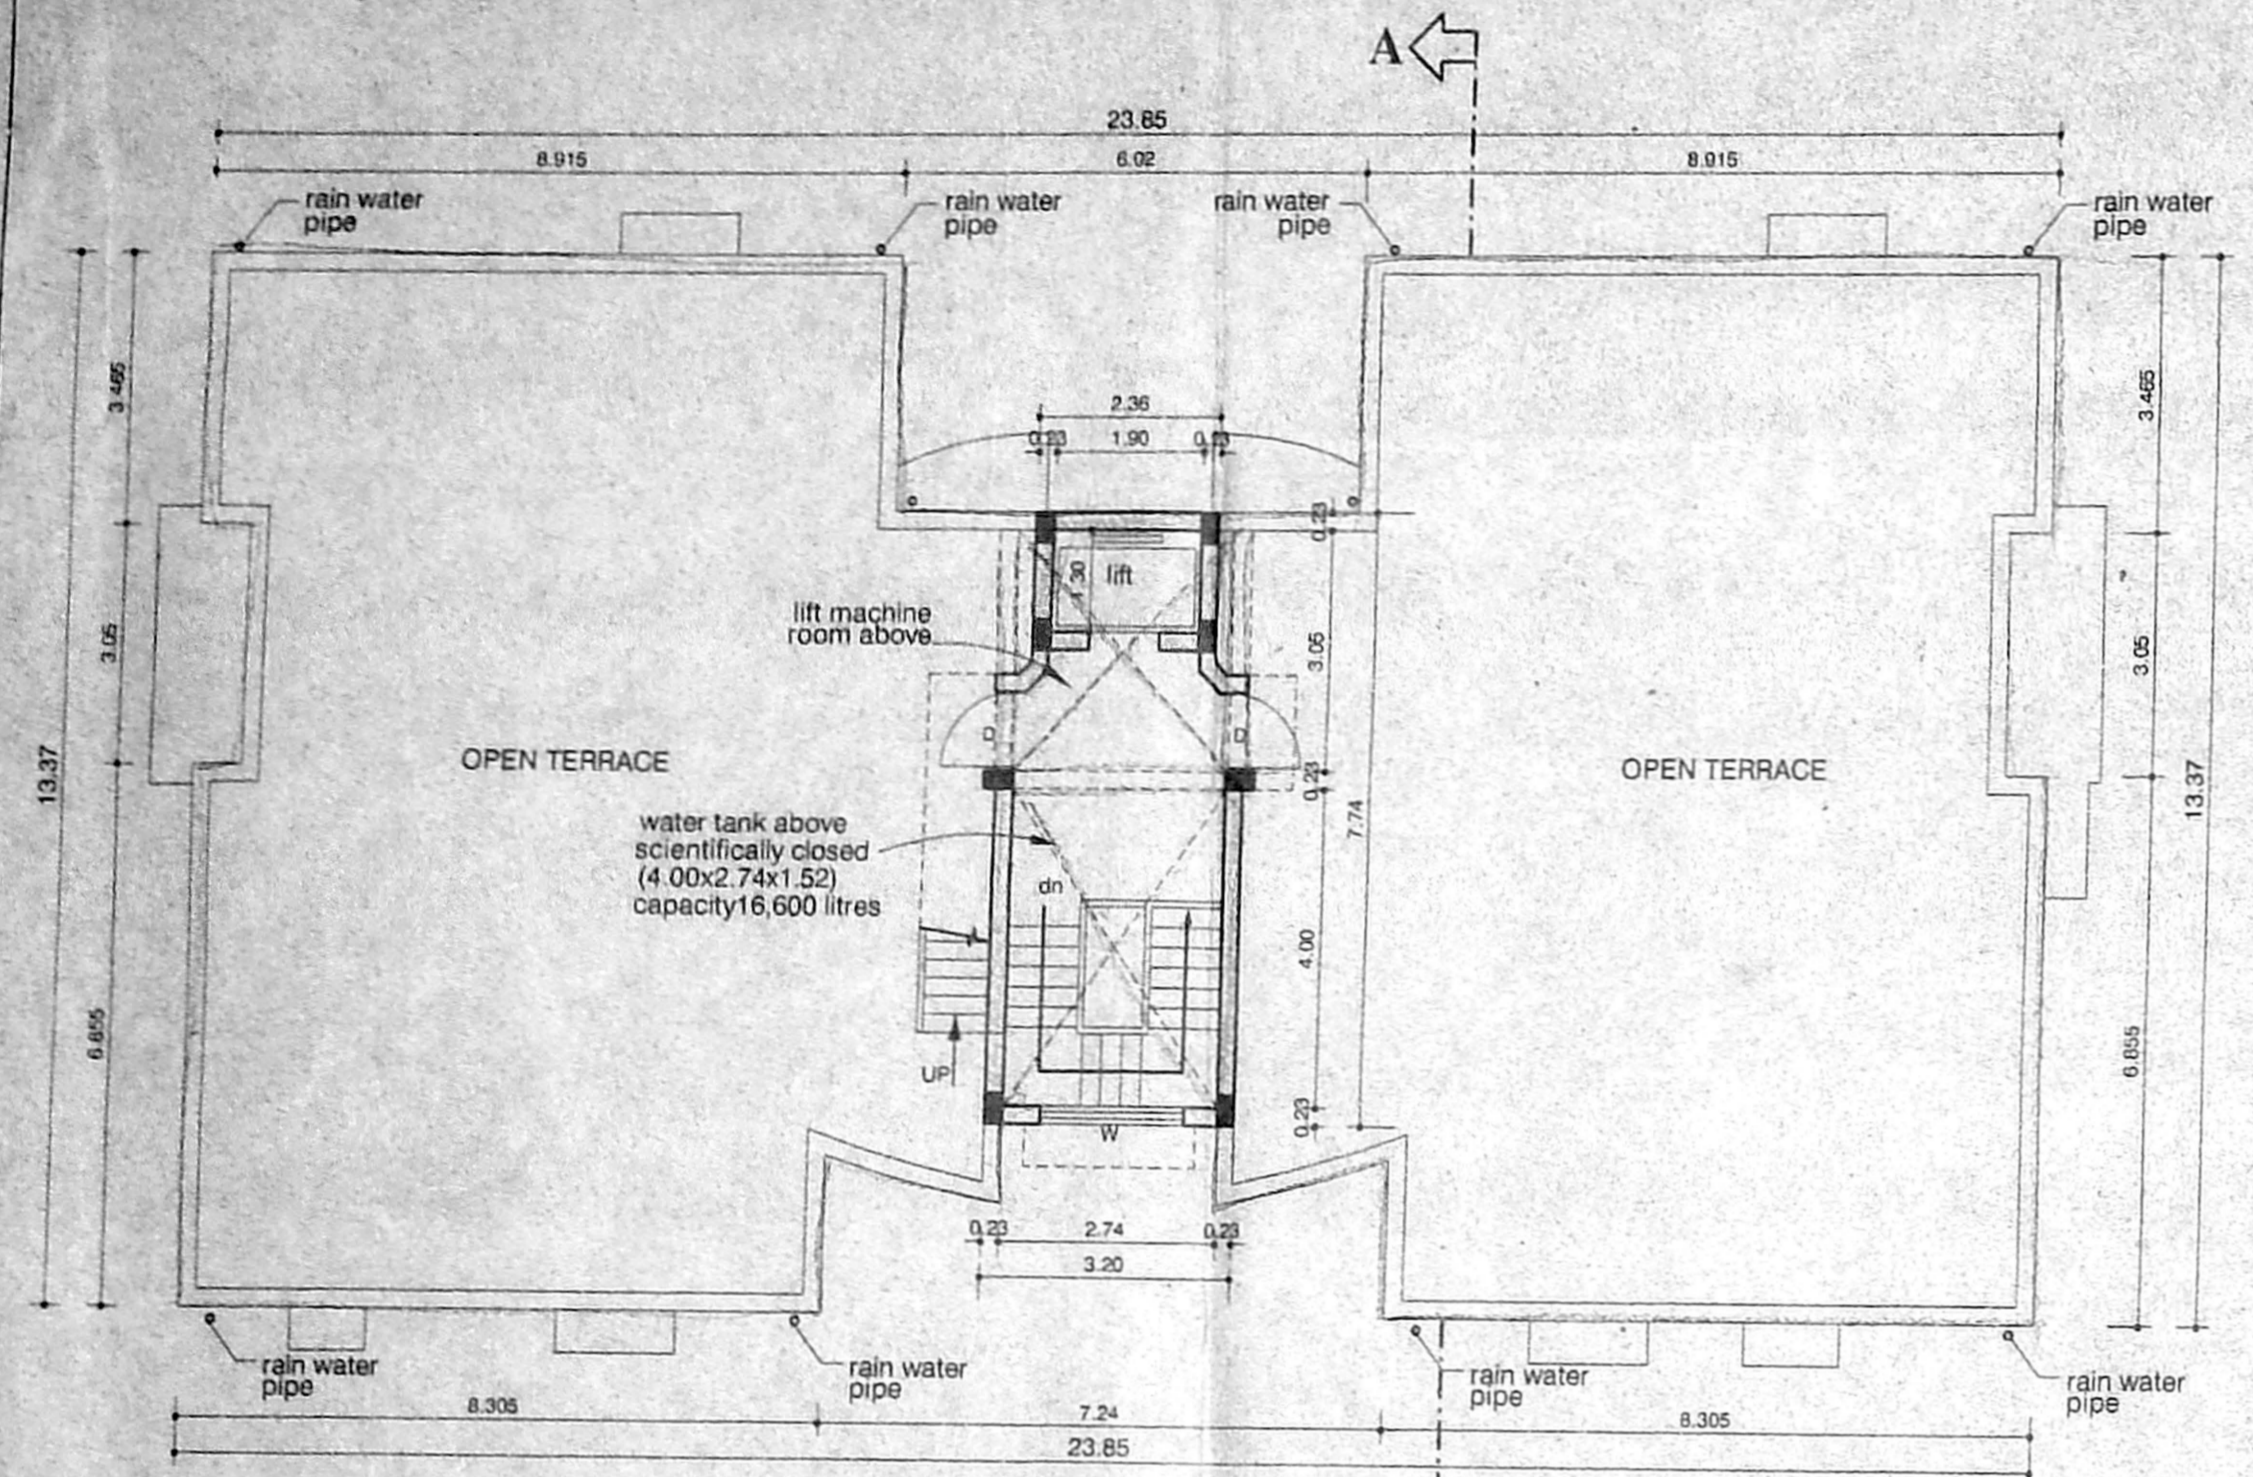 A
23.85
8.915
6.02
8.915
rain water
pipe
rain water
pipe
rain water
pipe
rain water
pipe
3.465
3.05
6.855
13.37
2.36
0.23
1.90
0.23
0.23
lift
lift machine
room above
3.05
D
D
0.23
7.74
OPEN TERRACE
OPEN TERRACE
water tank above
scientifically closed
(4.00x2.74x1.52)
capacity16,600 litres
dn
4.00
UP
0.23
W
0.23
2.74
0.23
3.20
3.465
3.05
6.855
13.37
rain water
pipe
rain water
pipe
rain water
pipe
rain water
pipe
8.305
7.24
8.305
23.85